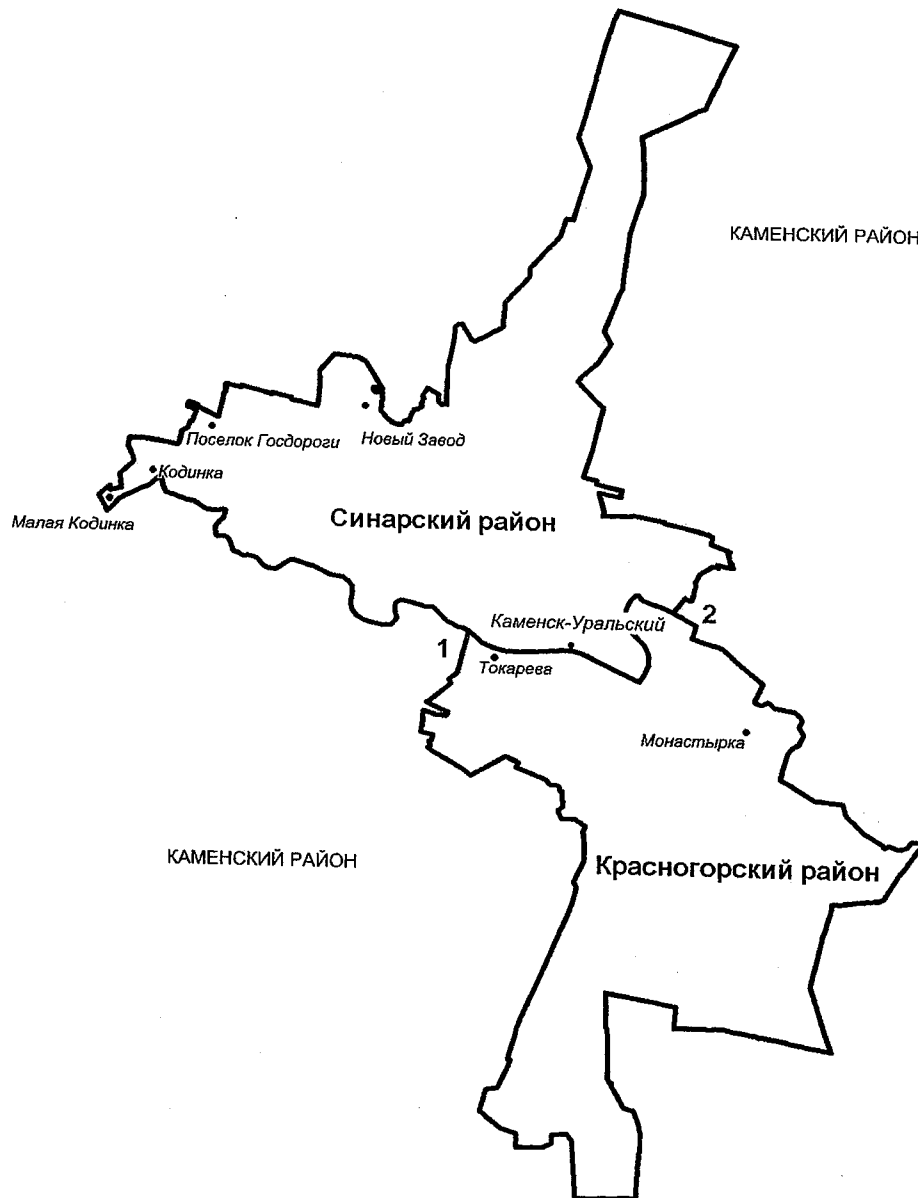 КАМЕНСКИЙ РАЙОН
Поселок Госдороги
Новый Завод
Кодинка
Малая Кодинка
Синарский район
2
Каменск-Уральский
1
Токарева
Монастырка
КАМЕНСКИЙ РАЙОН
Красногорский район